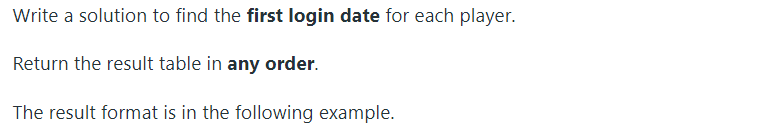 Write a solution to find the first login date for each player.
Return the result table in any order.
The result format is in the following example.